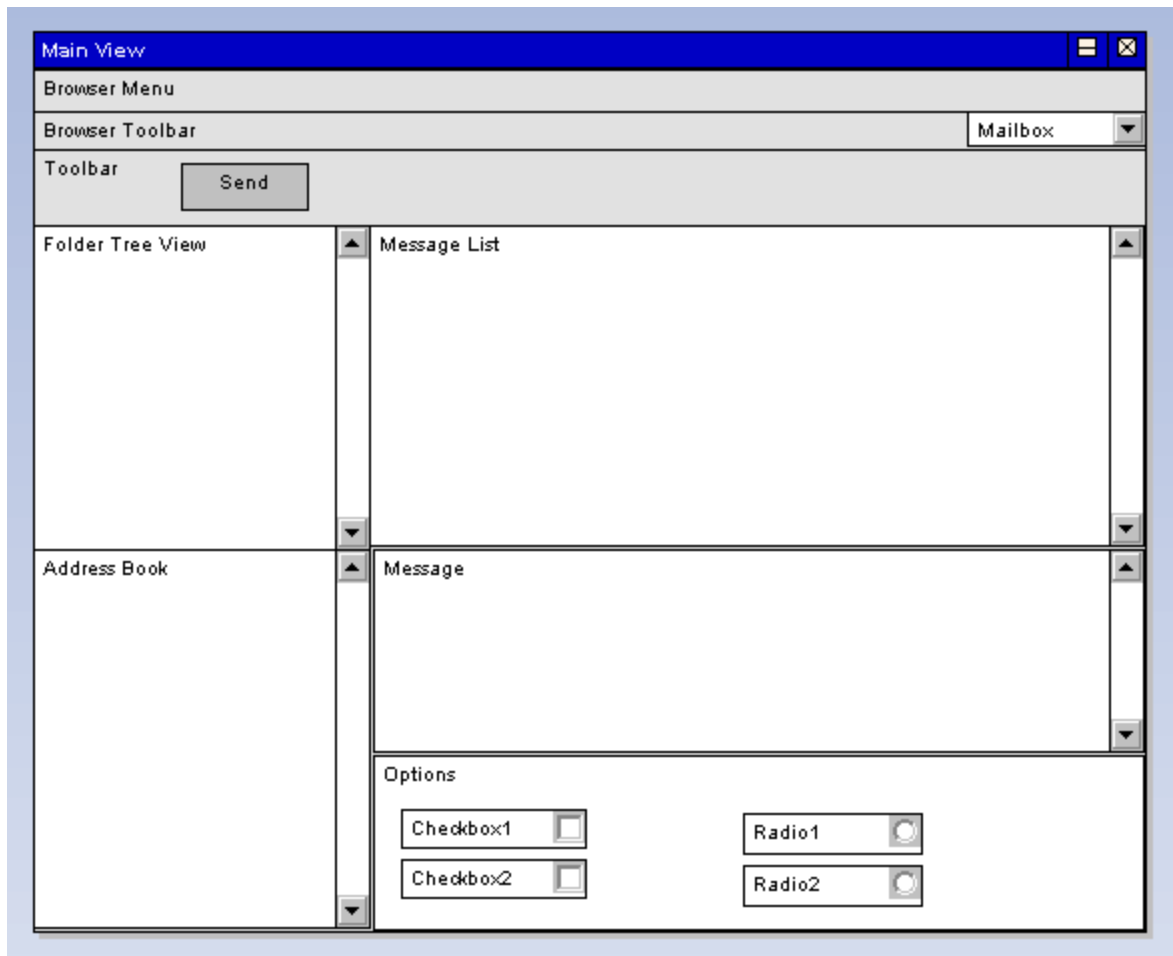 Main View
Browser Menu
Browser Toolbar
Mailbox
Toolbar
Send
Folder Tree View
Message List
Address Book
Message
Options
Checkbox1
Radio1
Checkbox2
Radio2